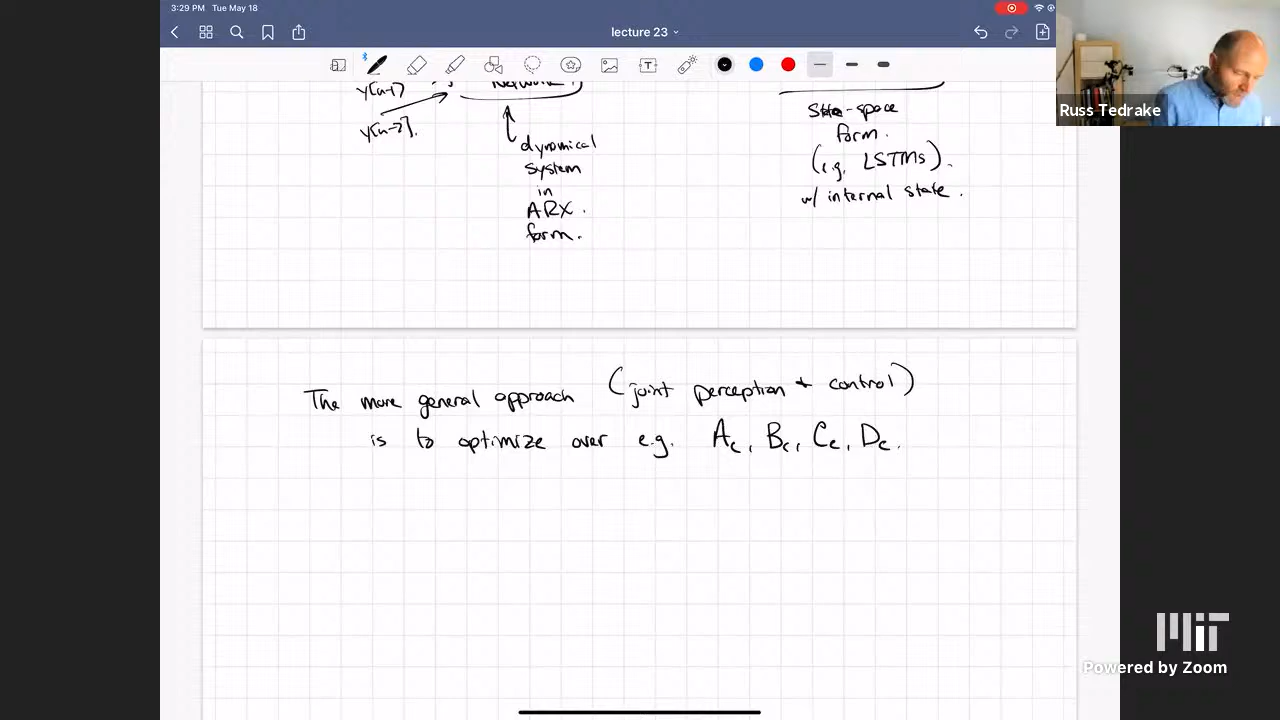 3:29 PM Tue May 18
lecture 23
Russ Tedrake
y[n-1]
y[n-2].
Network
dynamical
system
in
ARX.
form.
State-space
form.
(e.g. LSTMs).
w/ internal state.
The more general approach (joint perception + control)
is to optimize over e.g. Ac, Bc, Cc, Dc.
MIT
Powered by Zoom